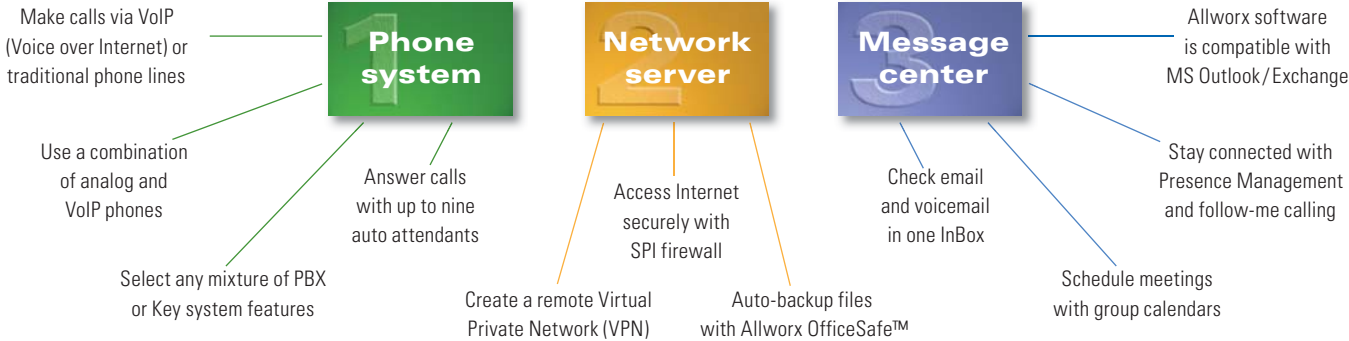 Make calls via VoIP
(Voice over Internet) or
traditional phone lines
1
Phone
system
Use a combination
of analog and
VoIP phones
Select any mixture of PBX
or Key system features
Answer calls
with up to nine
auto attendants
2
Network
server
Create a remote Virtual
Private Network (VPN)
Access Internet
securely with
SPI firewall
Auto-backup files
with Allworx OfficeSafe™
3
Message
center
Check email
and voicemail
in one InBox
Schedule meetings
with group calendars
Stay connected with
Presence Management
and follow-me calling
Allworx software
is compatible with
MS Outlook/Exchange